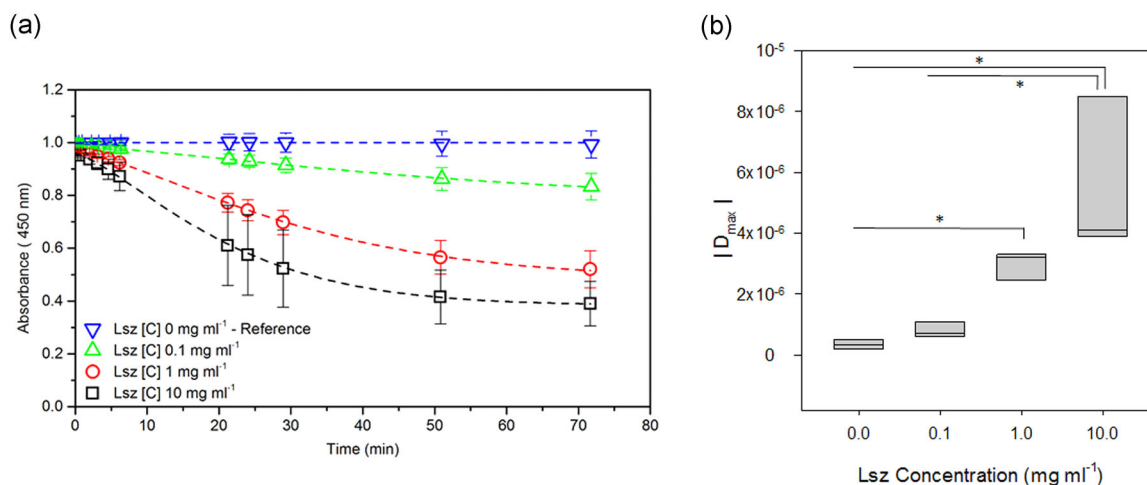 (a)
1.2
1.0
0.8
0.6
0.4
0.2
0.0
Absorbance ( 450 nm)
Lsz [C] 0 mg ml⁻¹ - Reference
Lsz [C] 0.1 mg ml⁻¹
Lsz [C] 1 mg ml⁻¹
Lsz [C] 10 mg ml⁻¹
0 10 20 30 40 50 60 70 80
Time (min)
(b)
10⁻⁵
8x10⁻⁶
6x10⁻⁶
4x10⁻⁶
2x10⁻⁶
0
|Dmax|
*
*
*
0.0 0.1 1.0 10.0
Lsz Concentration (mg ml⁻¹)